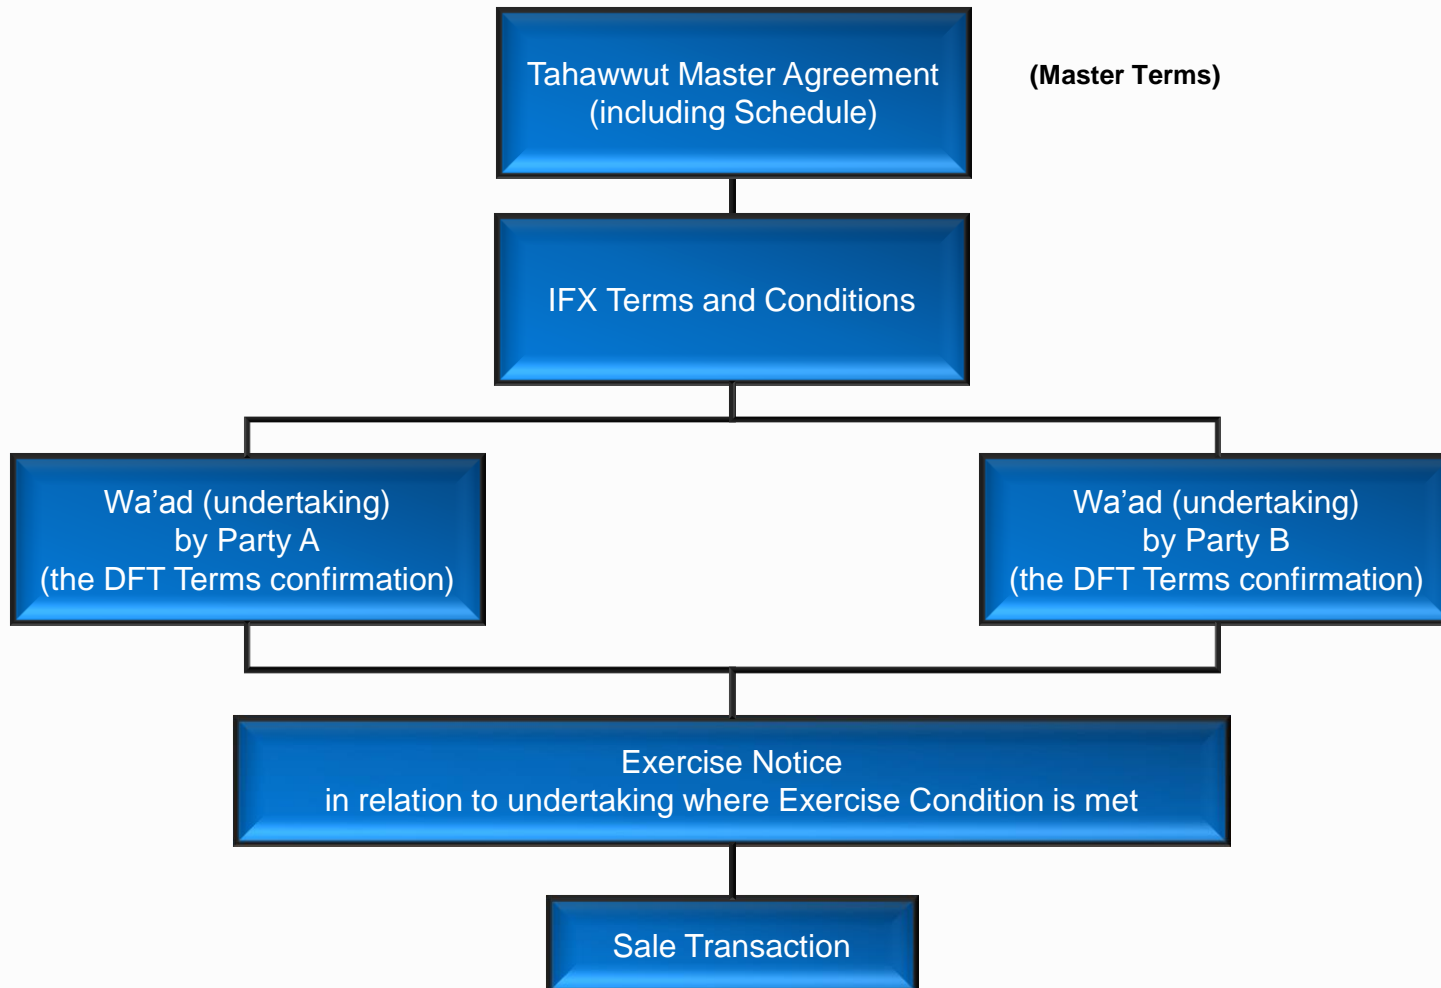 Tahawwut Master Agreement
(including Schedule)
(Master Terms)
IFX Terms and Conditions
Wa’ad (undertaking)
by Party A
(the DFT Terms confirmation)
Wa’ad (undertaking)
by Party B
(the DFT Terms confirmation)
Exercise Notice
in relation to undertaking where Exercise Condition is met
Sale Transaction